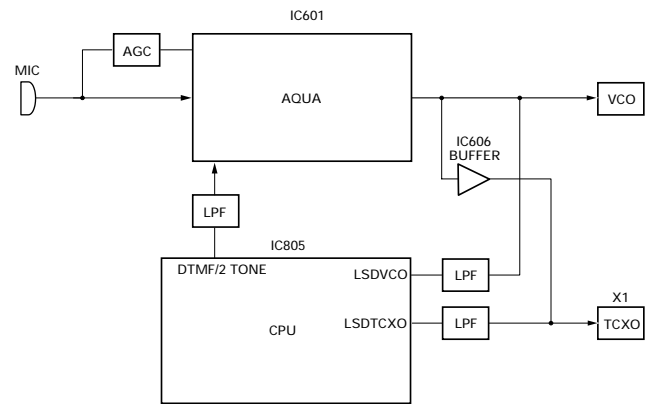 IC601
AGC
MIC
AQUA
VCO
IC606
BUFFER
LPF
IC805
DTMF/2 TONE
LSDVCO
LPF
X1
CPU
LSDTCXO
LPF
TCXO